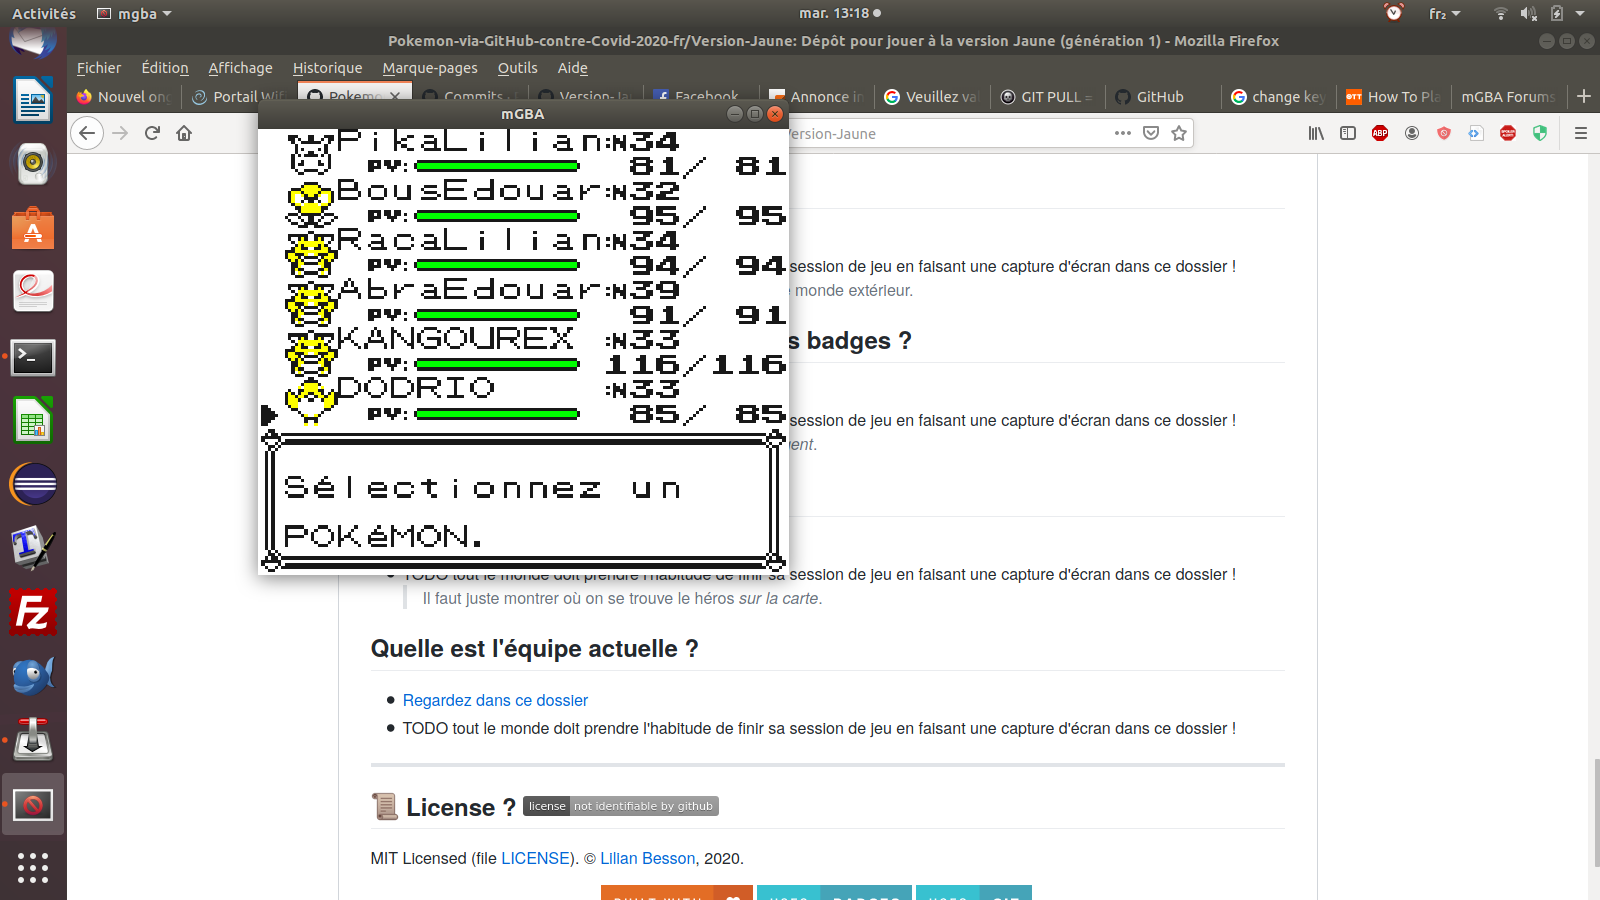 Activités
mgba
mar. 13:18
fr₂
Pokemon-via-GitHub-contre-Covid-2020-fr/Version-Jaune: Dépôt pour jouer à la version Jaune (génération 1) - Mozilla Firefox
Fichier Édition Affichage Historique Marque-pages Outils Aide
Nouvel ong
Portail Wif
Pokemo
Commits ·
Version-Ja
Facebook
Annonce in
Veuillez va
GIT PULL =
GitHub
change key
How To Pla
mGBA Forums
ersion-Jaune
ABP
mGBA
PikaLilian :N34
PV: 81/ 81
BousEdouar :N32
PV: 95/ 95
RacaLilian :N34
PV: 94/ 94
AbraEdouar :N39
PV: 91/ 91
KANGOUREX :N33
PV: 116/116
DODRIO :N33
PV: 85/ 85
Sélectionnez un
POKéMON.
session de jeu en faisant une capture d'écran dans ce dossier !
monde extérieur.
s badges ?
session de jeu en faisant une capture d'écran dans ce dossier !
ent.
TODO tout le monde doit prendre l'habitude de finir sa session de jeu en faisant une capture d'écran dans ce dossier !
Il faut juste montrer où on se trouve le héros sur la carte.
Quelle est l'équipe actuelle ?
Regardez dans ce dossier
TODO tout le monde doit prendre l'habitude de finir sa session de jeu en faisant une capture d'écran dans ce dossier !
License ? license not identifiable by github
MIT Licensed (file LICENSE). © Lilian Besson, 2020.